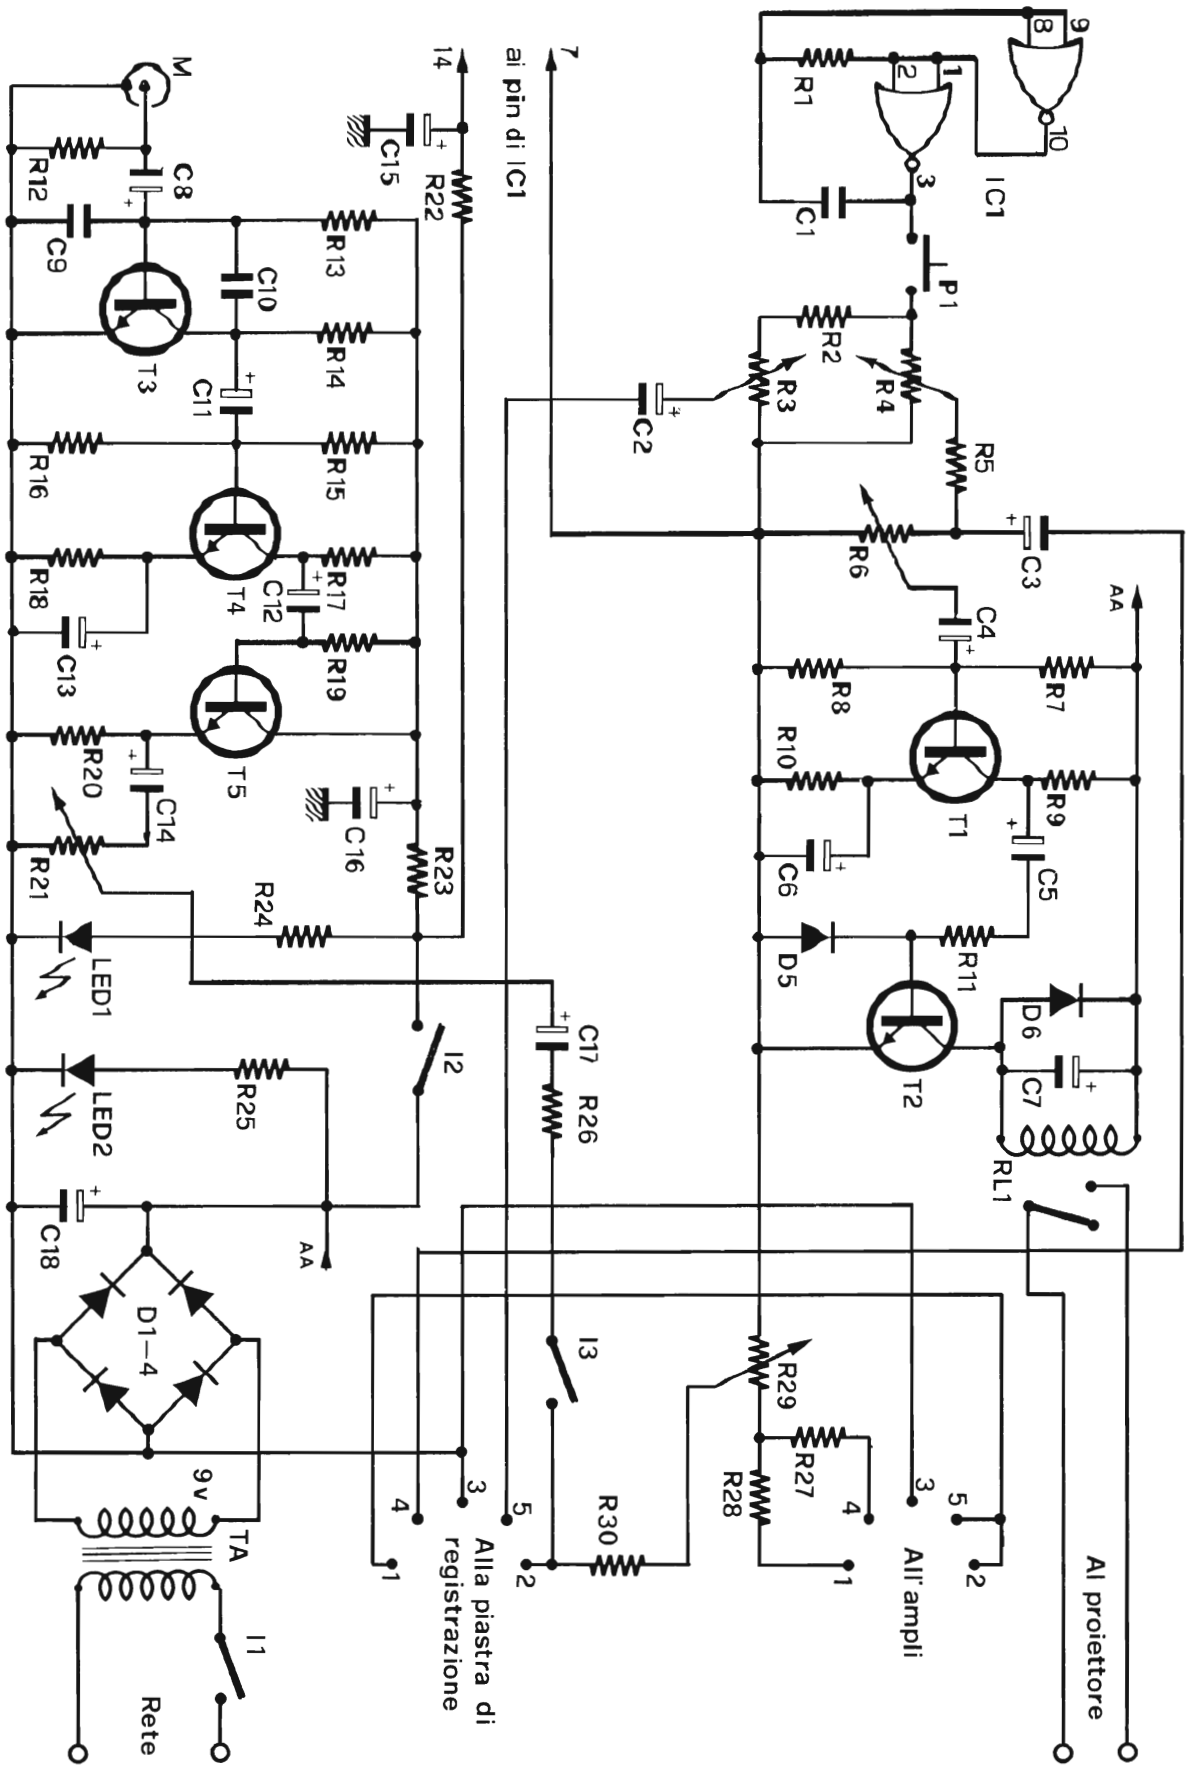 9
8
10
IC1
1
2
3
R1
C1
P1
R2
R3
R4
R5
C2
7
ai pin di IC1
14
R6
C3
AA
C4
R7
R8
R9
R10
T1
C5
C6
R11
D5
D6
C7
T2
RL1
M
R12
C8
C9
C15
R22
R13
C10
T3
R14
C11
R15
R16
R17
C12
T4
R18
C13
R19
T5
R20
C14
C16
R21
R23
R24
LED1
I2
C17
R26
R25
LED2
C18
AA
D1-4
I3
R29
R27
R28
R30
9v
TA
I1
Rete
4
3
5
1
2
Alla piastra di
registrazione
5
3
4
2
1
All' ampli
Al proiettore
+
+
+
+
+
+
+
+
+
+
+
+
+
+